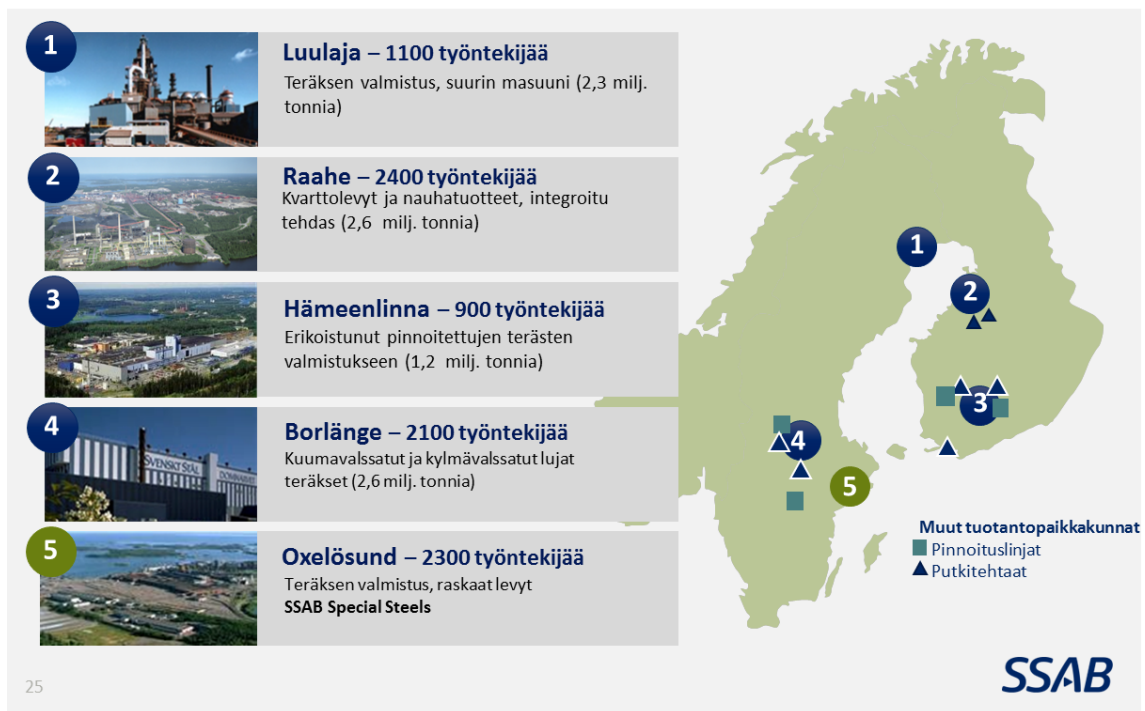 1
Luulaja – 1100 työntekijää
Teräksen valmistus, suurin masuuni (2,3 milj.
tonnia)
2
Raahe – 2400 työntekijää
Kvarttolevyt ja nauhatuotteet, integroitu
tehdas (2,6 milj. tonnia)
3
Hämeenlinna – 900 työntekijää
Erikoistunut pinnoitettujen terästen
valmistukseen (1,2 milj. tonnia)
4
SVENSKT STÅL
DOMNARVET
Borlänge – 2100 työntekijää
Kuumavalssatut ja kylmävalssatut lujat
teräkset (2,6 milj. tonnia)
5
Oxelösund – 2300 työntekijää
Teräksen valmistus, raskaat levyt
SSAB Special Steels
1
2
3
4
5
Muut tuotantopaikkakunnat
Pinnoituslinjat
Putkitehtaat
25
SSAB